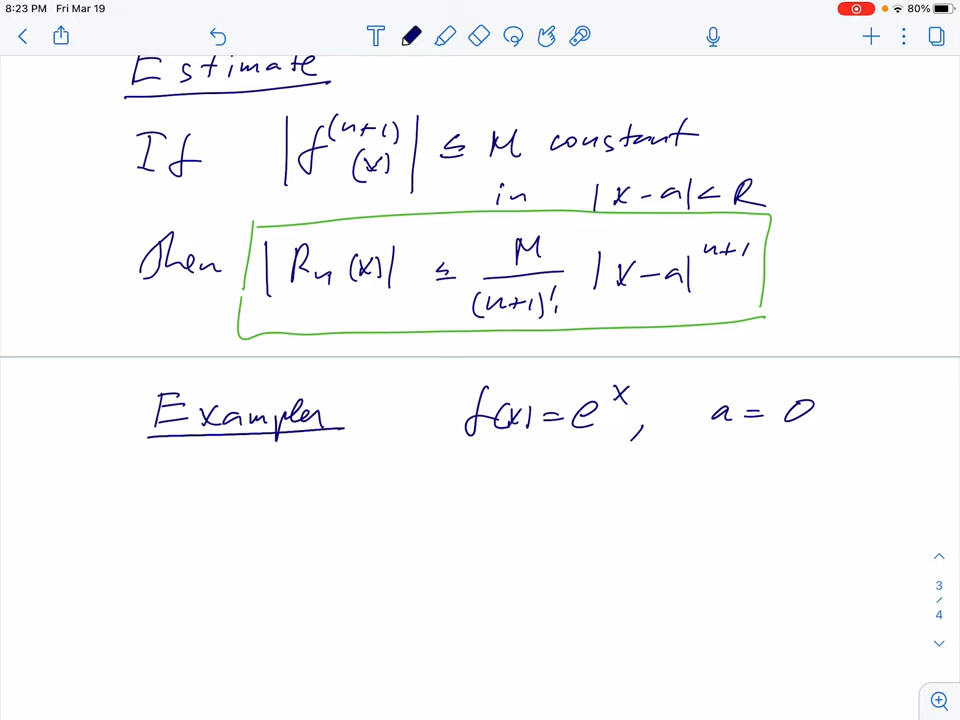 8:23 PM Fri Mar 19 80%
Estimate
If |f^(n+1)(x)| ≤ M constant
in |x-a| < R
Then |Rn(x)| ≤ M/(n+1)! |x-a|^n+1
Examples f(x) = e^x, a = 0
3
/
4